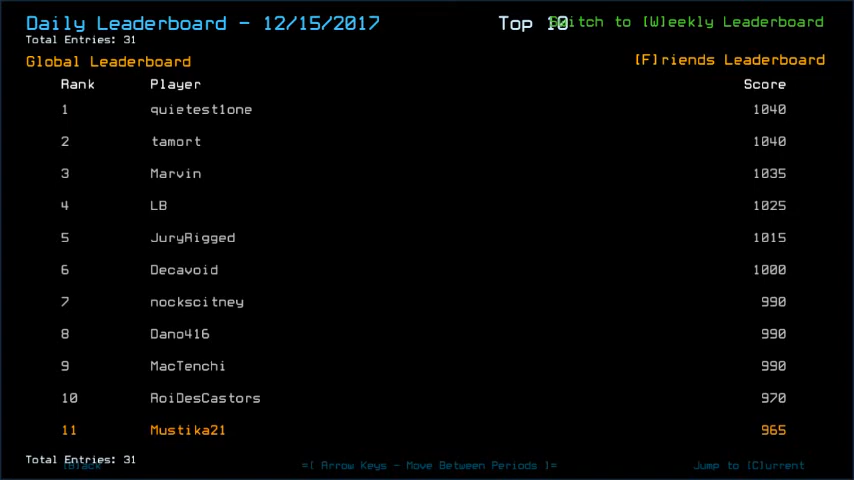 Daily Leaderboard - 12/15/2017 Top 10 Switch to [W]eekly Leaderboard
Total Entries: 31
Global Leaderboard [F]riends Leaderboard
Rank Player Score
1 quietest1one 1040
2 tamort 1040
3 Marvin 1035
4 LB 1025
5 JuryRigged 1015
6 Decavoid 1000
7 nockscitney 990
8 Dano416 990
9 MacTenchi 990
10 RoiDesCastors 970
11 Mustika21 965
Total Entries: 31
[B]ack =[ Arrow Keys - Move Between Periods ]= Jump to [C]urrent